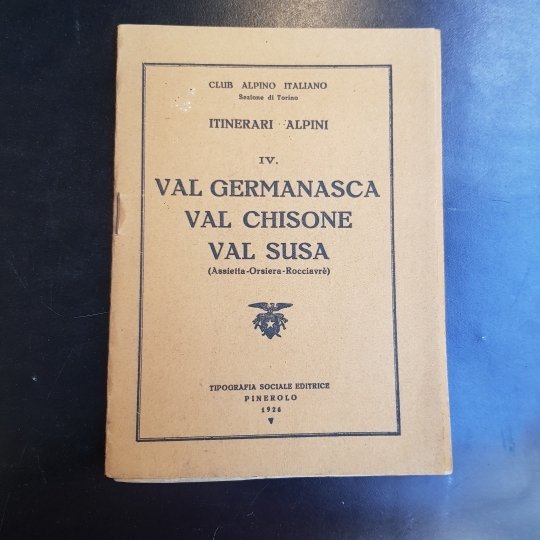 CLUB ALPINO ITALIANO
Sezione di Torino
ITINERARI ALPINI
IV.
VAL GERMANASCA
VAL CHISONE
VAL SUSA
(Assietta-Orsiera-Rocciavrè)
TIPOGRAFIA SOCIALE EDITRICE
PINEROLO
1926